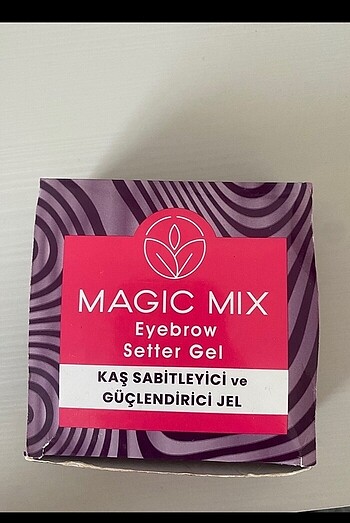 MAGIC MIX
Eyebrow
Setter Gel
KAŞ SABİTLEYİCİ ve
GÜÇLENDİRİCİ JEL